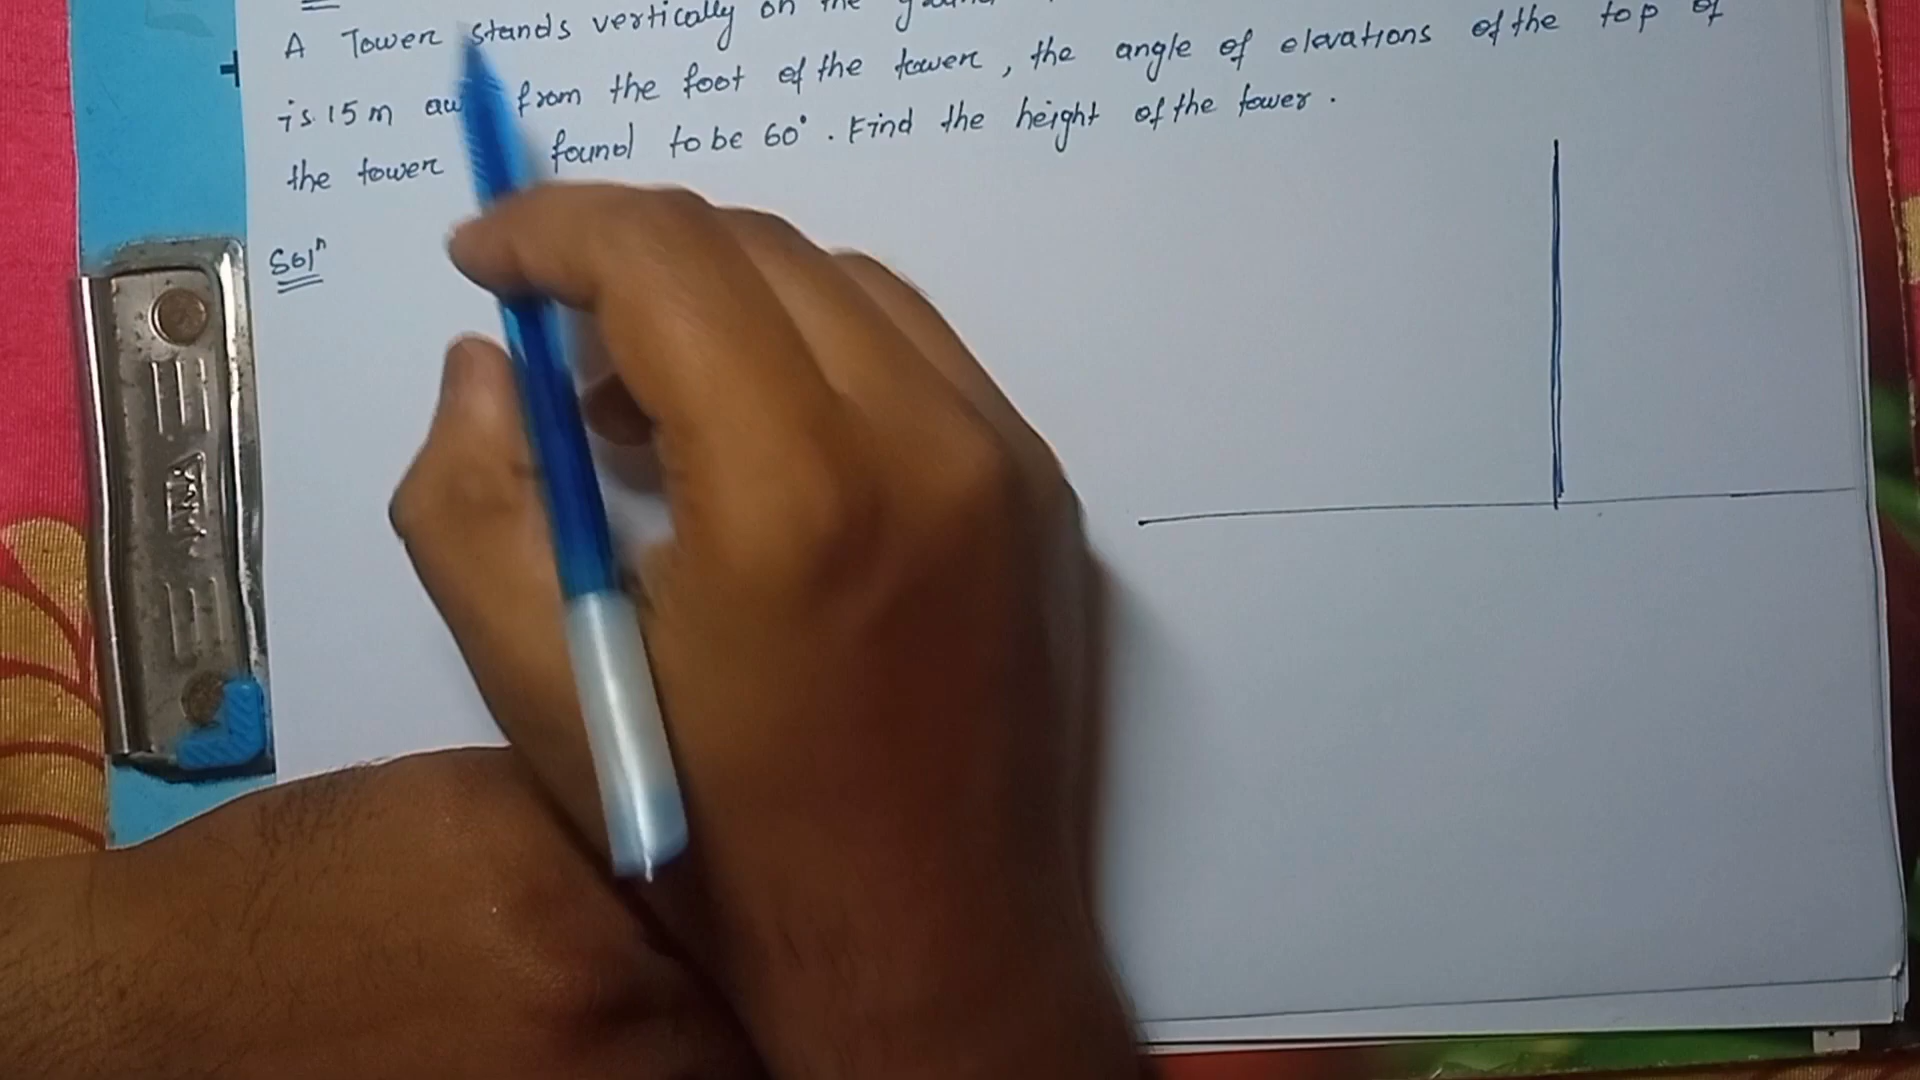 A Tower stands vertically on the
is 15 m from the foot of the tower, the angle of elevations of the top of
the tower found to be 60°. Find the height of the tower.
Solⁿ